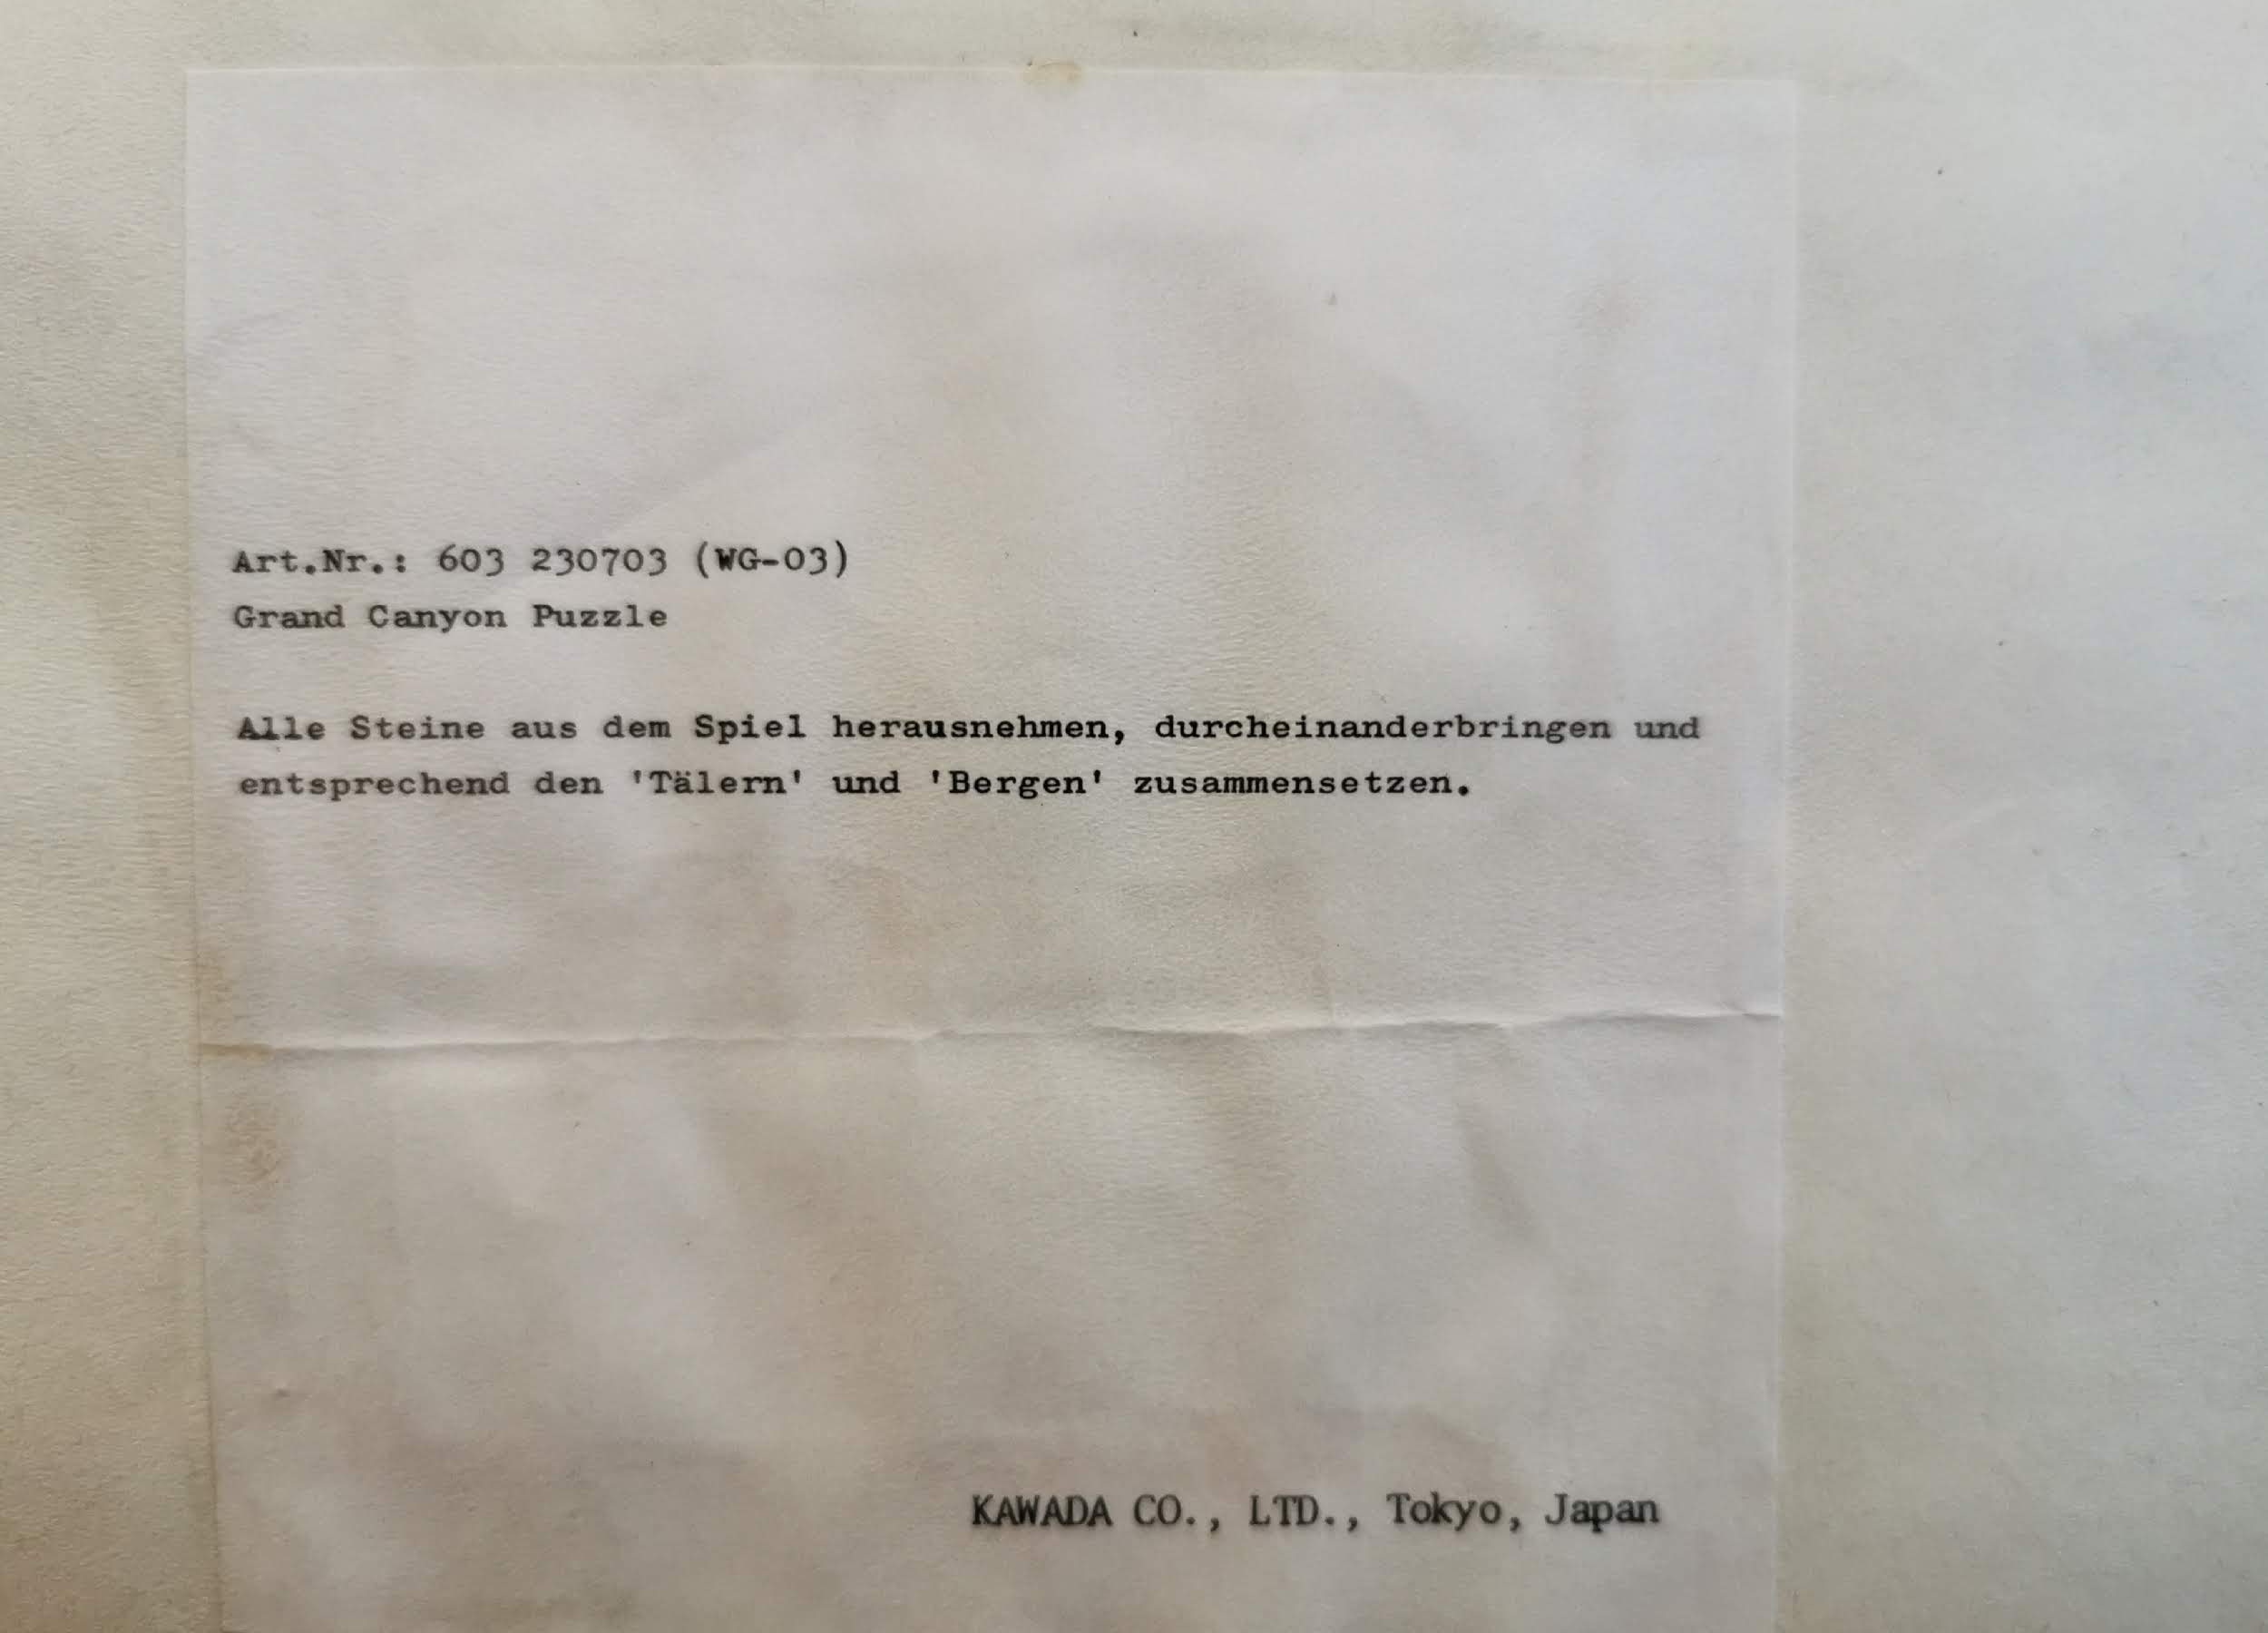 Art.Nr.: 603 230703 (WG-03)
Grand Canyon Puzzle
Alle Steine aus dem Spiel herausnehmen, durcheinanderbringen und
entsprechend den 'Tälern' und 'Bergen' zusammensetzen.
KAWADA CO., LTD., Tokyo, Japan